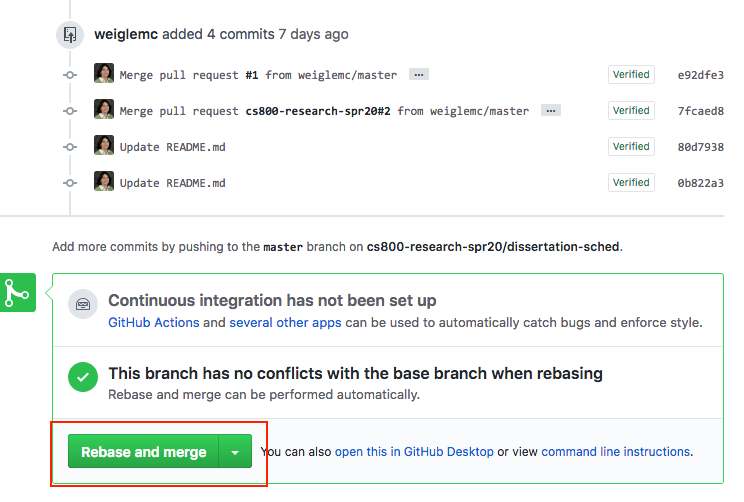 weiglemc added 4 commits 7 days ago
Merge pull request #1 from weiglemc/master ... Verified e92dfe3
Merge pull request cs800-research-spr20#2 from weiglemc/master ... Verified 7fcaed8
Update README.md Verified 80d7938
Update README.md Verified 0b822a3
Add more commits by pushing to the master branch on cs800-research-spr20/dissertation-sched.
Continuous integration has not been set up
GitHub Actions and several other apps can be used to automatically catch bugs and enforce style.
This branch has no conflicts with the base branch when rebasing
Rebase and merge can be performed automatically.
Rebase and merge You can also open this in GitHub Desktop or view command line instructions.